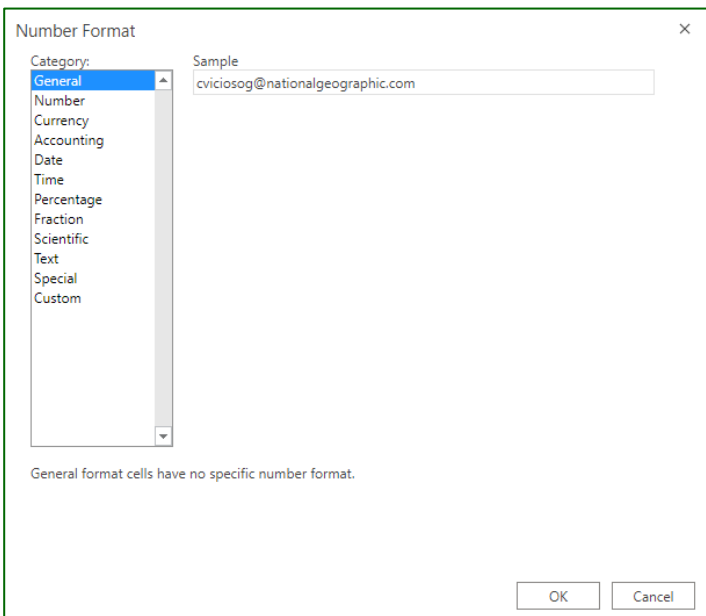 Number Format
Category:
Sample
General
cviciosog@nationalgeographic.com
Number
Currency
Accounting
Date
Time
Percentage
Fraction
Scientific
Text
Special
Custom
General format cells have no specific number format.
OK
Cancel